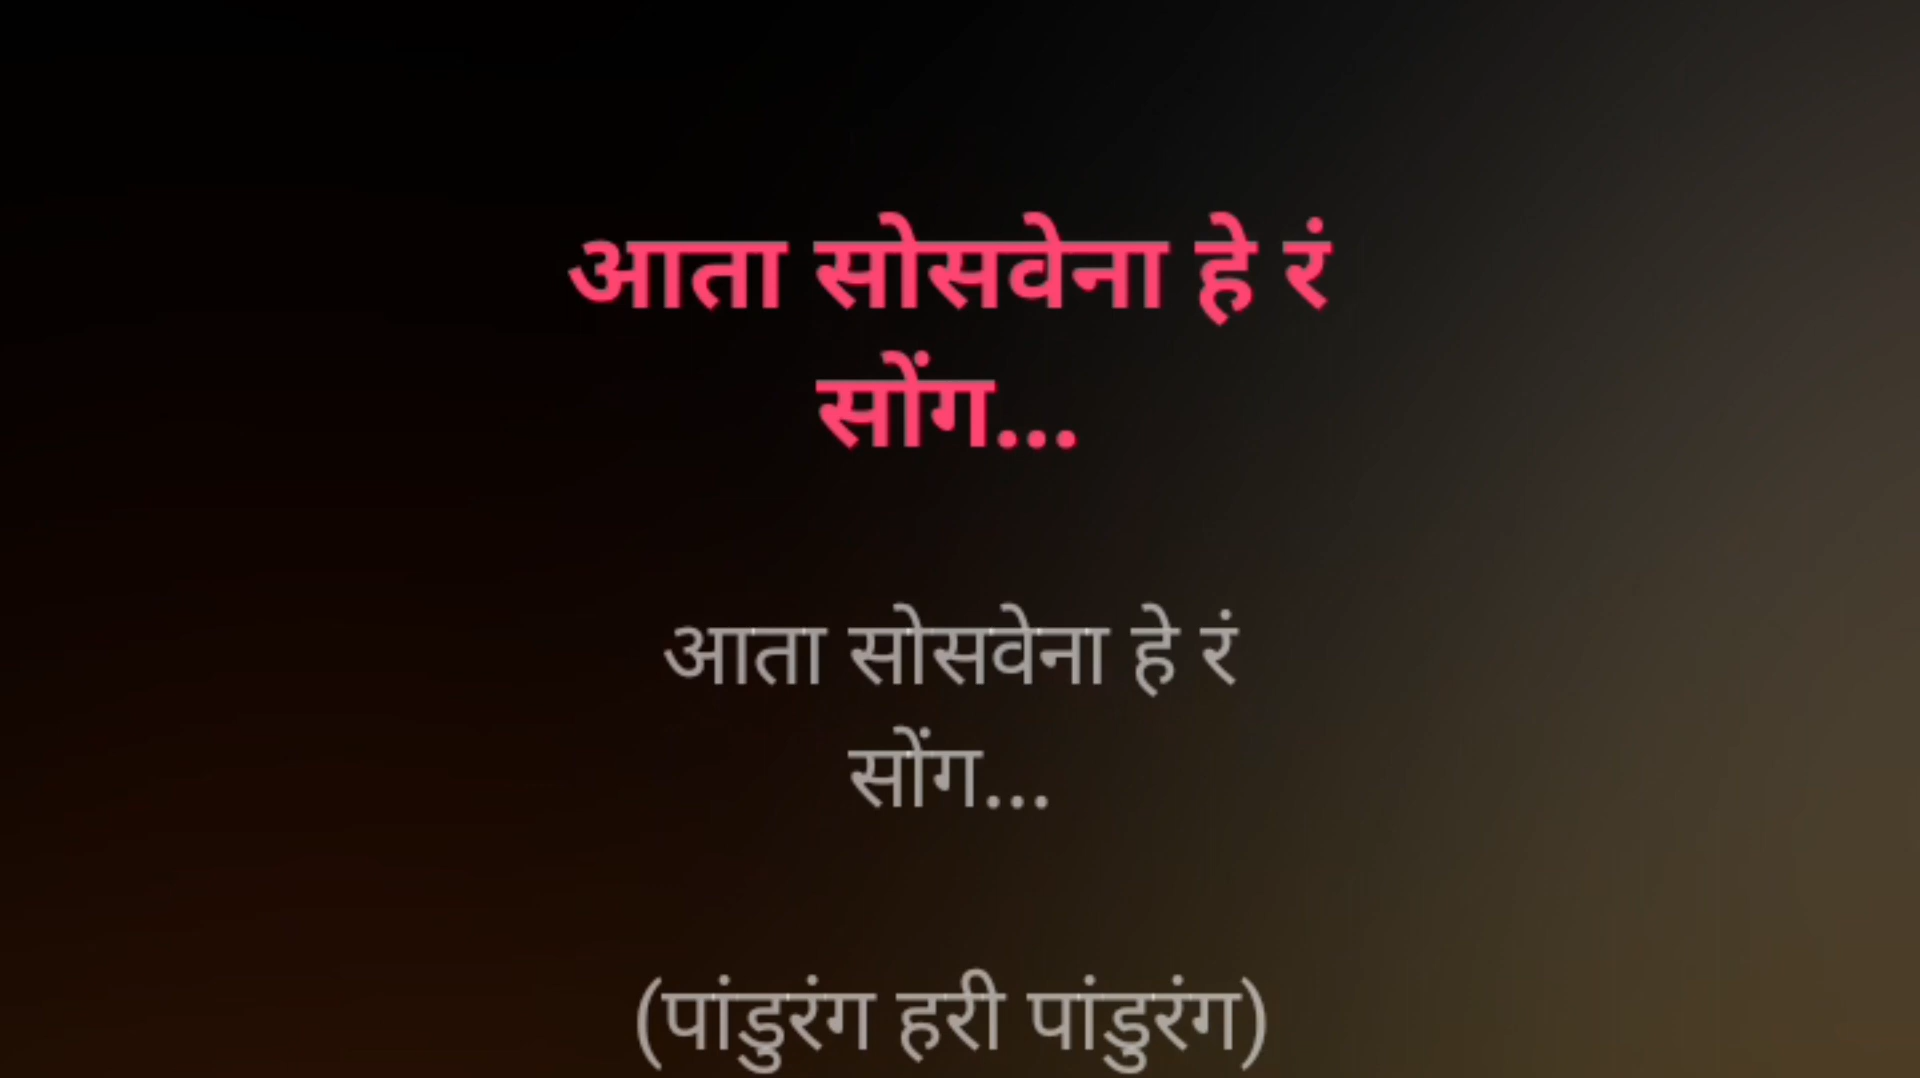 आता सोसवेना हे रं
सोंग...
आता सोसवेना हे रं
सोंग...
(पांडुरंग हरी पांडुरंग)